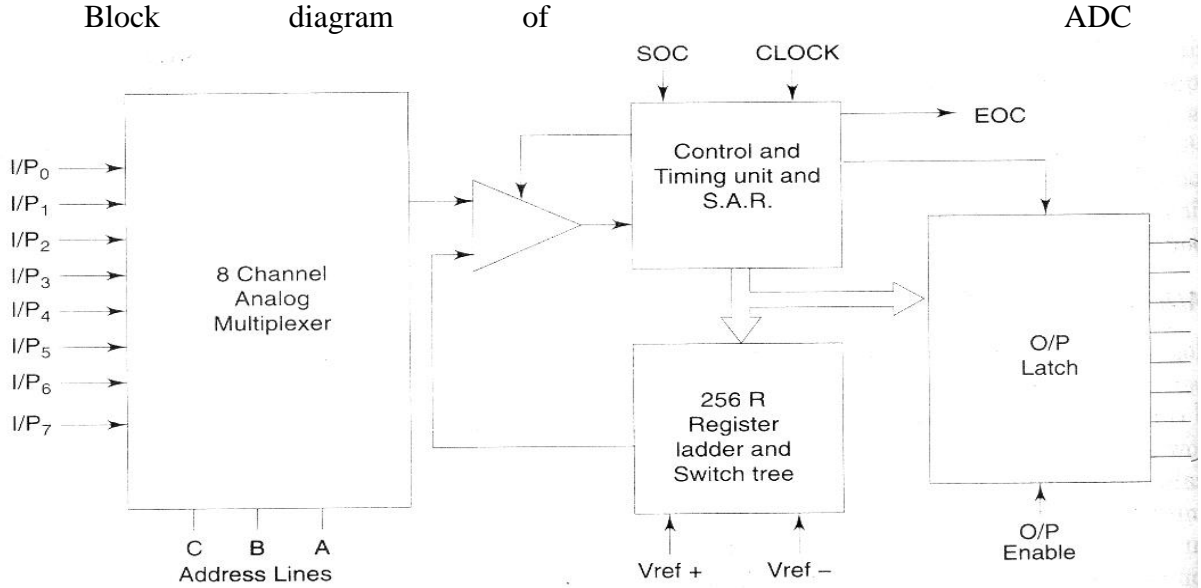 Block diagram of ADC
SOC CLOCK
EOC
I/P0
I/P1
I/P2
I/P3
I/P4
I/P5
I/P6
I/P7
8 Channel
Analog
Multiplexer
Control and
Timing unit and
S.A.R.
O/P
Latch
256 R
Register
ladder and
Switch tree
C B A
Address Lines
Vref + Vref –
O/P
Enable